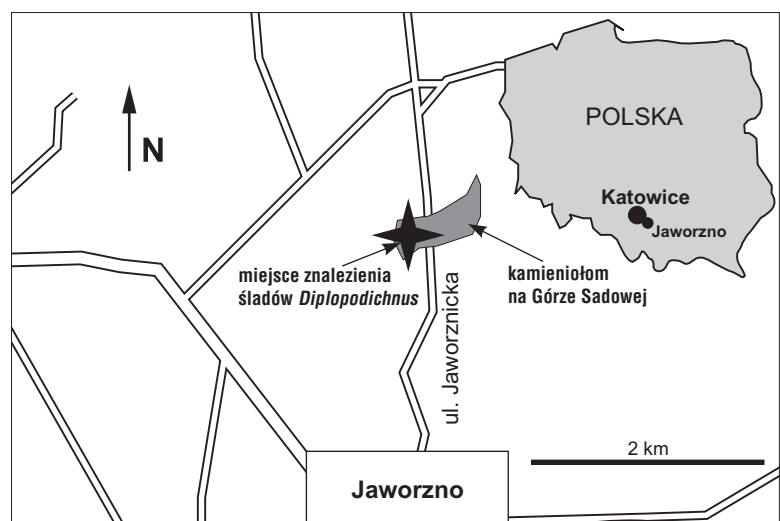 POLSKA
N
Katowice
Jaworzno
miejsce znalezienia
śladów Diplopodichnus
kamieniołom
na Górze Sadowej
ul. Jaworznicka
2 km
Jaworzno